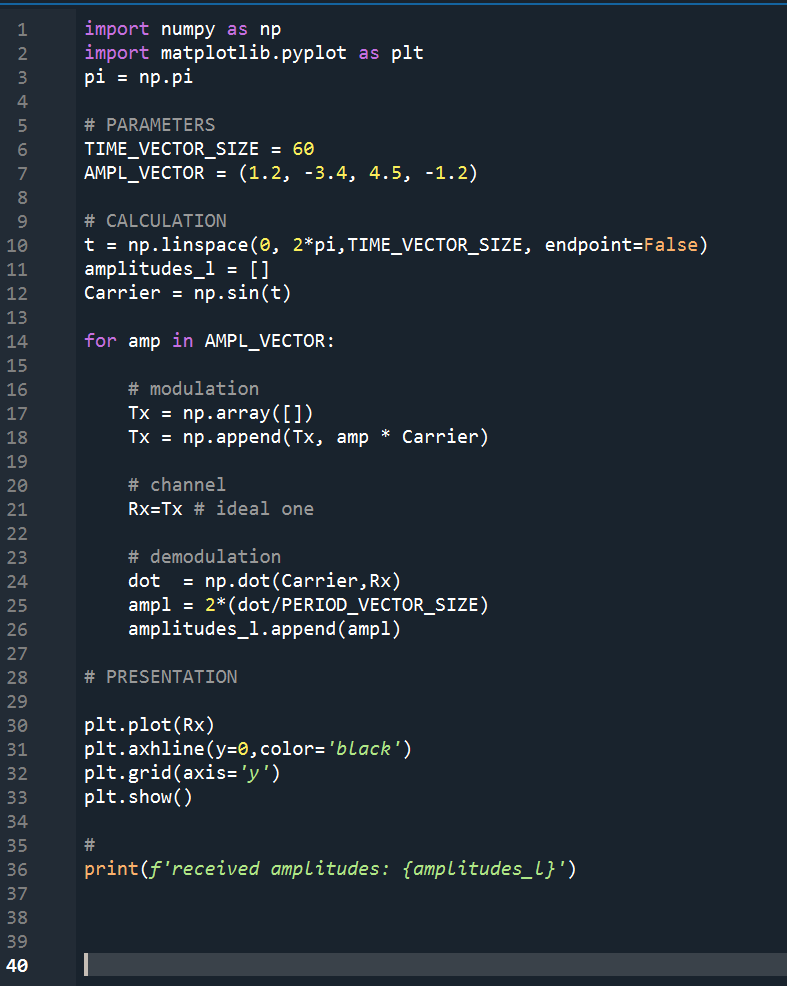 1 import numpy as np
2 import matplotlib.pyplot as plt
3 pi = np.pi
4
5 # PARAMETERS
6 TIME_VECTOR_SIZE = 60
7 AMPL_VECTOR = (1.2, -3.4, 4.5, -1.2)
8
9 # CALCULATION
10 t = np.linspace(0, 2*pi,TIME_VECTOR_SIZE, endpoint=False)
11 amplitudes_l = []
12 Carrier = np.sin(t)
13
14 for amp in AMPL_VECTOR:
15
16     # modulation
17     Tx = np.array([])
18     Tx = np.append(Tx, amp * Carrier)
19
20     # channel
21     Rx=Tx # ideal one
22
23     # demodulation
24     dot  = np.dot(Carrier,Rx)
25     ampl = 2*(dot/PERIOD_VECTOR_SIZE)
26     amplitudes_l.append(ampl)
27
28 # PRESENTATION
29
30 plt.plot(Rx)
31 plt.axhline(y=0,color='black')
32 plt.grid(axis='y')
33 plt.show()
34
35 #
36 print(f'received amplitudes: {amplitudes_l}')
37
38
39
40